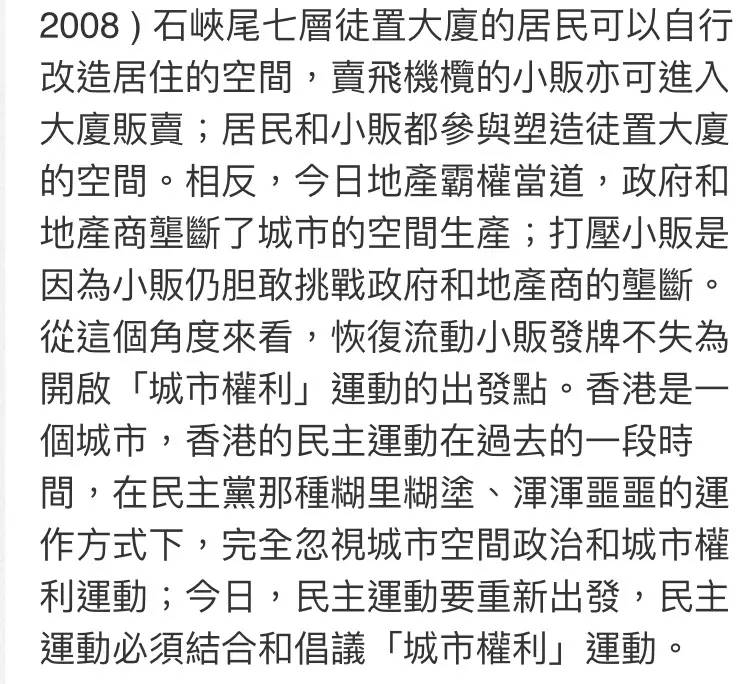 2008 ) 石峽尾七層徒置大廈的居民可以自行
改造居住的空間，賣飛機欖的小販亦可進入
大廈販賣；居民和小販都參與塑造徒置大廈
的空間。相反，今日地產霸權當道，政府和
地產商壟斷了城市的空間生產；打壓小販是
因為小販仍胆敢挑戰政府和地產商的壟斷。
從這個角度來看，恢復流動小販發牌不失為
開啟「城市權利」運動的出發點。香港是一
個城市，香港的民主運動在過去的一段時
間，在民主黨那種糊里糊塗、渾渾噩噩的運
作方式下，完全忽視城市空間政治和城市權
利運動；今日，民主運動要重新出發，民主
運動必須結合和倡議「城市權利」運動。